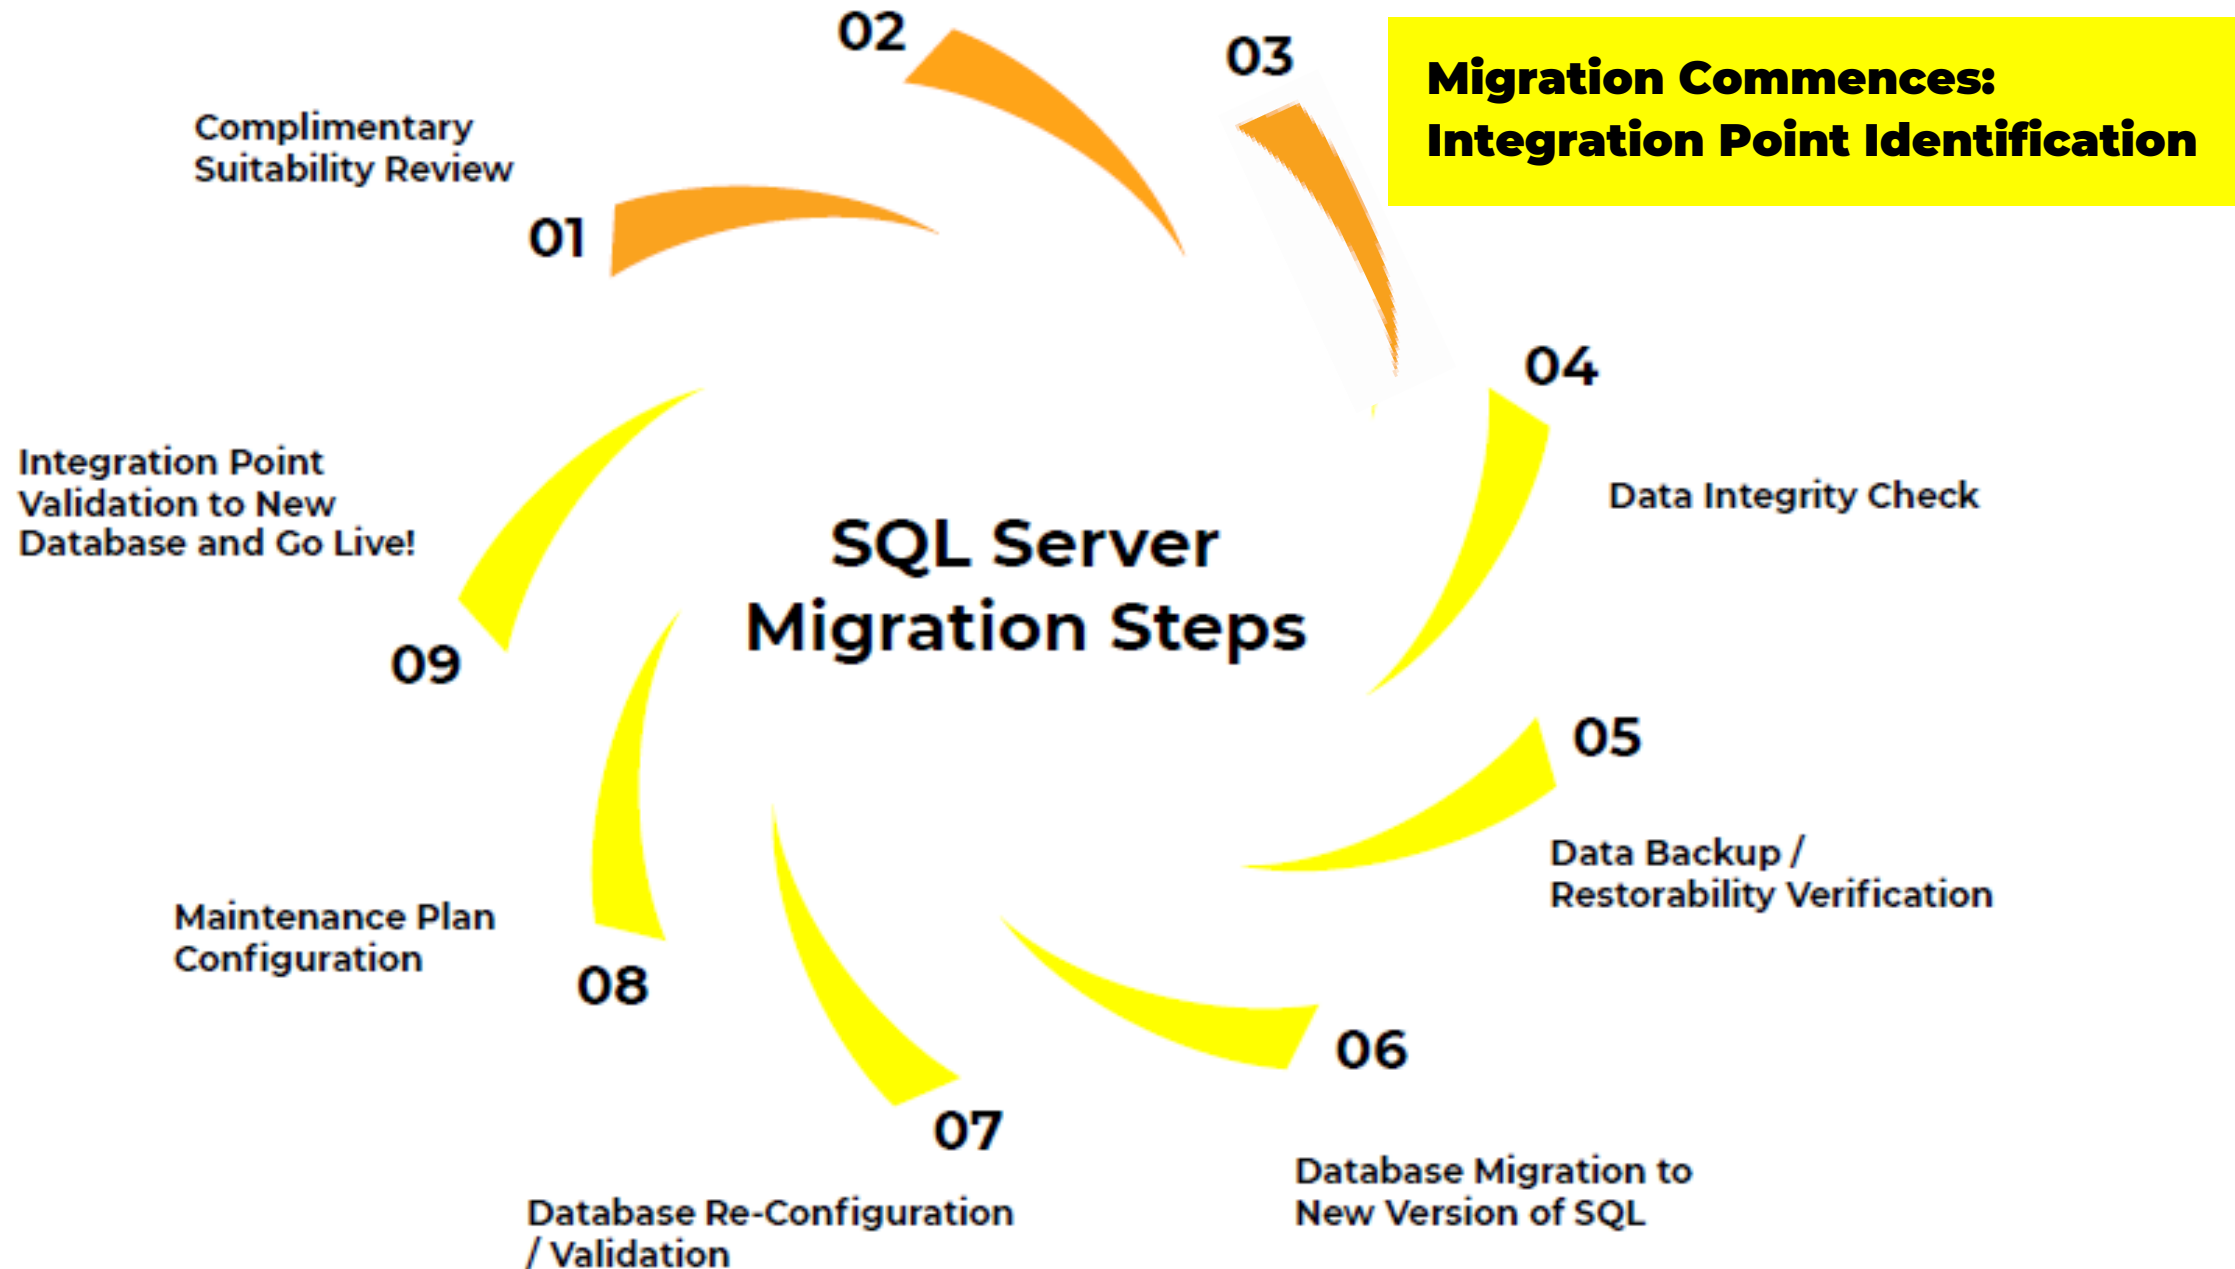 02
03
Migration Commences:
Integration Point Identification
Complimentary
Suitability Review
01
04
Data Integrity Check
Integration Point
Validation to New
Database and Go Live!
SQL Server
Migration Steps
09
05
Data Backup /
Restorability Verification
Maintenance Plan
Configuration
08
06
07
Database Migration to
New Version of SQL
Database Re-Configuration
/ Validation